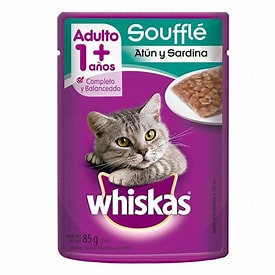 Adulto
1+
años
Completo
y Balanceado
Soufflé
Atún y Sardina
whiskas
85 g